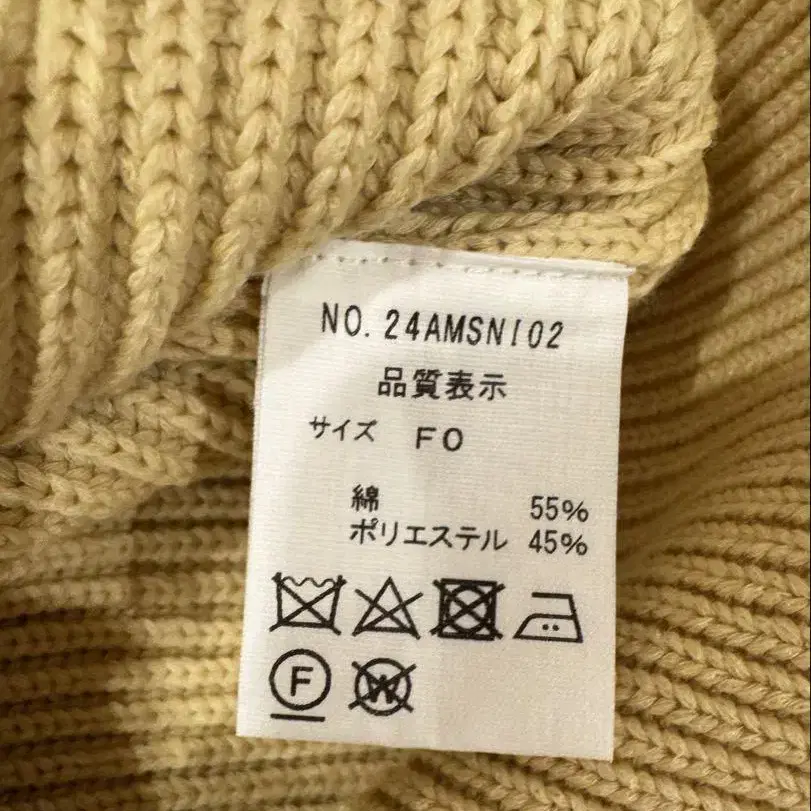 NO. 24AMSNI02
品質表示
サイズ FO
綿 55%
ポリエステル 45%
F W